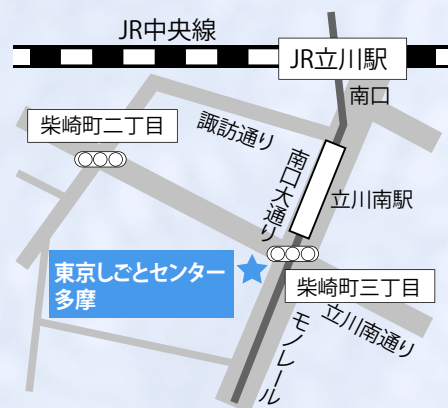 JR中央線
JR立川駅
南口
柴崎町二丁目
諏訪通り
南口大通り
立川南駅
東京しごとセンター
多摩
柴崎町三丁目
立川南通り
モノレール